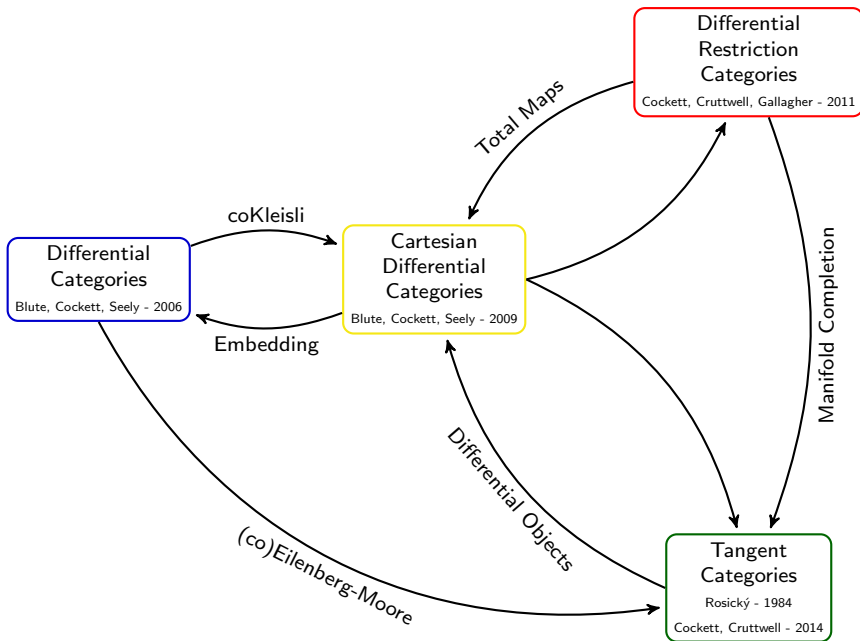 Differential
Restriction
Categories
Cockett, Cruttwell, Gallagher - 2011
Total Maps
coKleisli
Differential
Categories
Blute, Cockett, Seely - 2006
Cartesian
Differential
Categories
Blute, Cockett, Seely - 2009
Embedding
Manifold Completion
Differential Objects
(co)Eilenberg-Moore
Tangent
Categories
Rosický - 1984
Cockett, Cruttwell - 2014